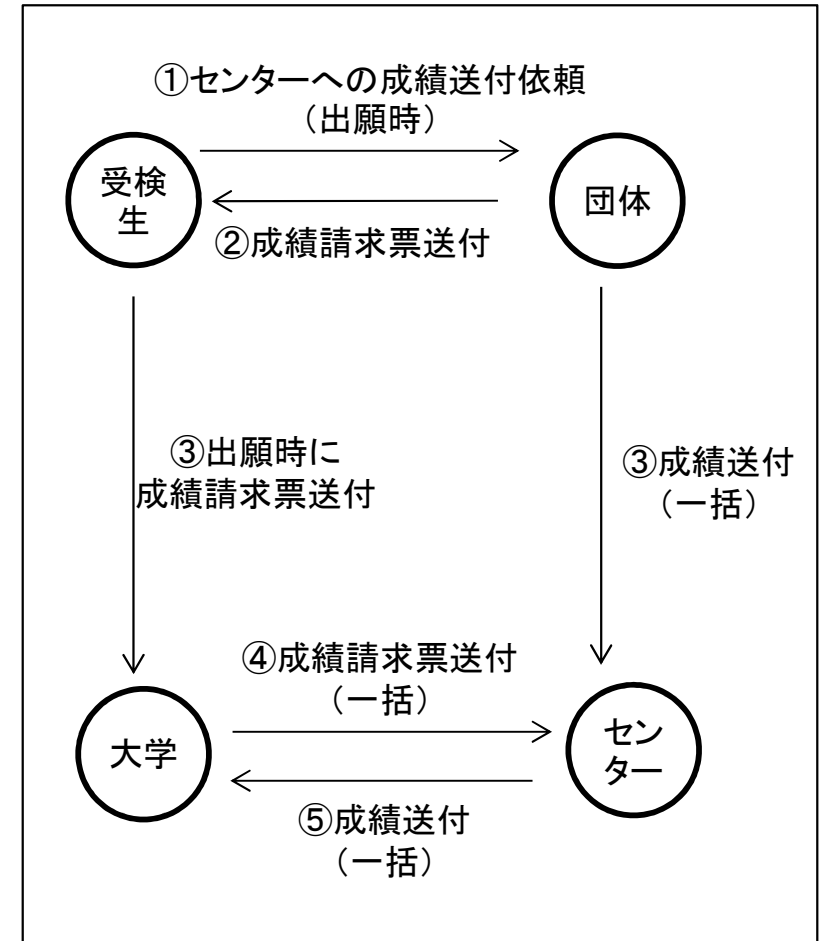 ①センターへの成績送付依頼
（出願時）
受検
生
団体
②成績請求票送付
③出願時に
成績請求票送付
③成績送付
（一括）
④成績請求票送付
（一括）
大学
セン
ター
⑤成績送付
（一括）